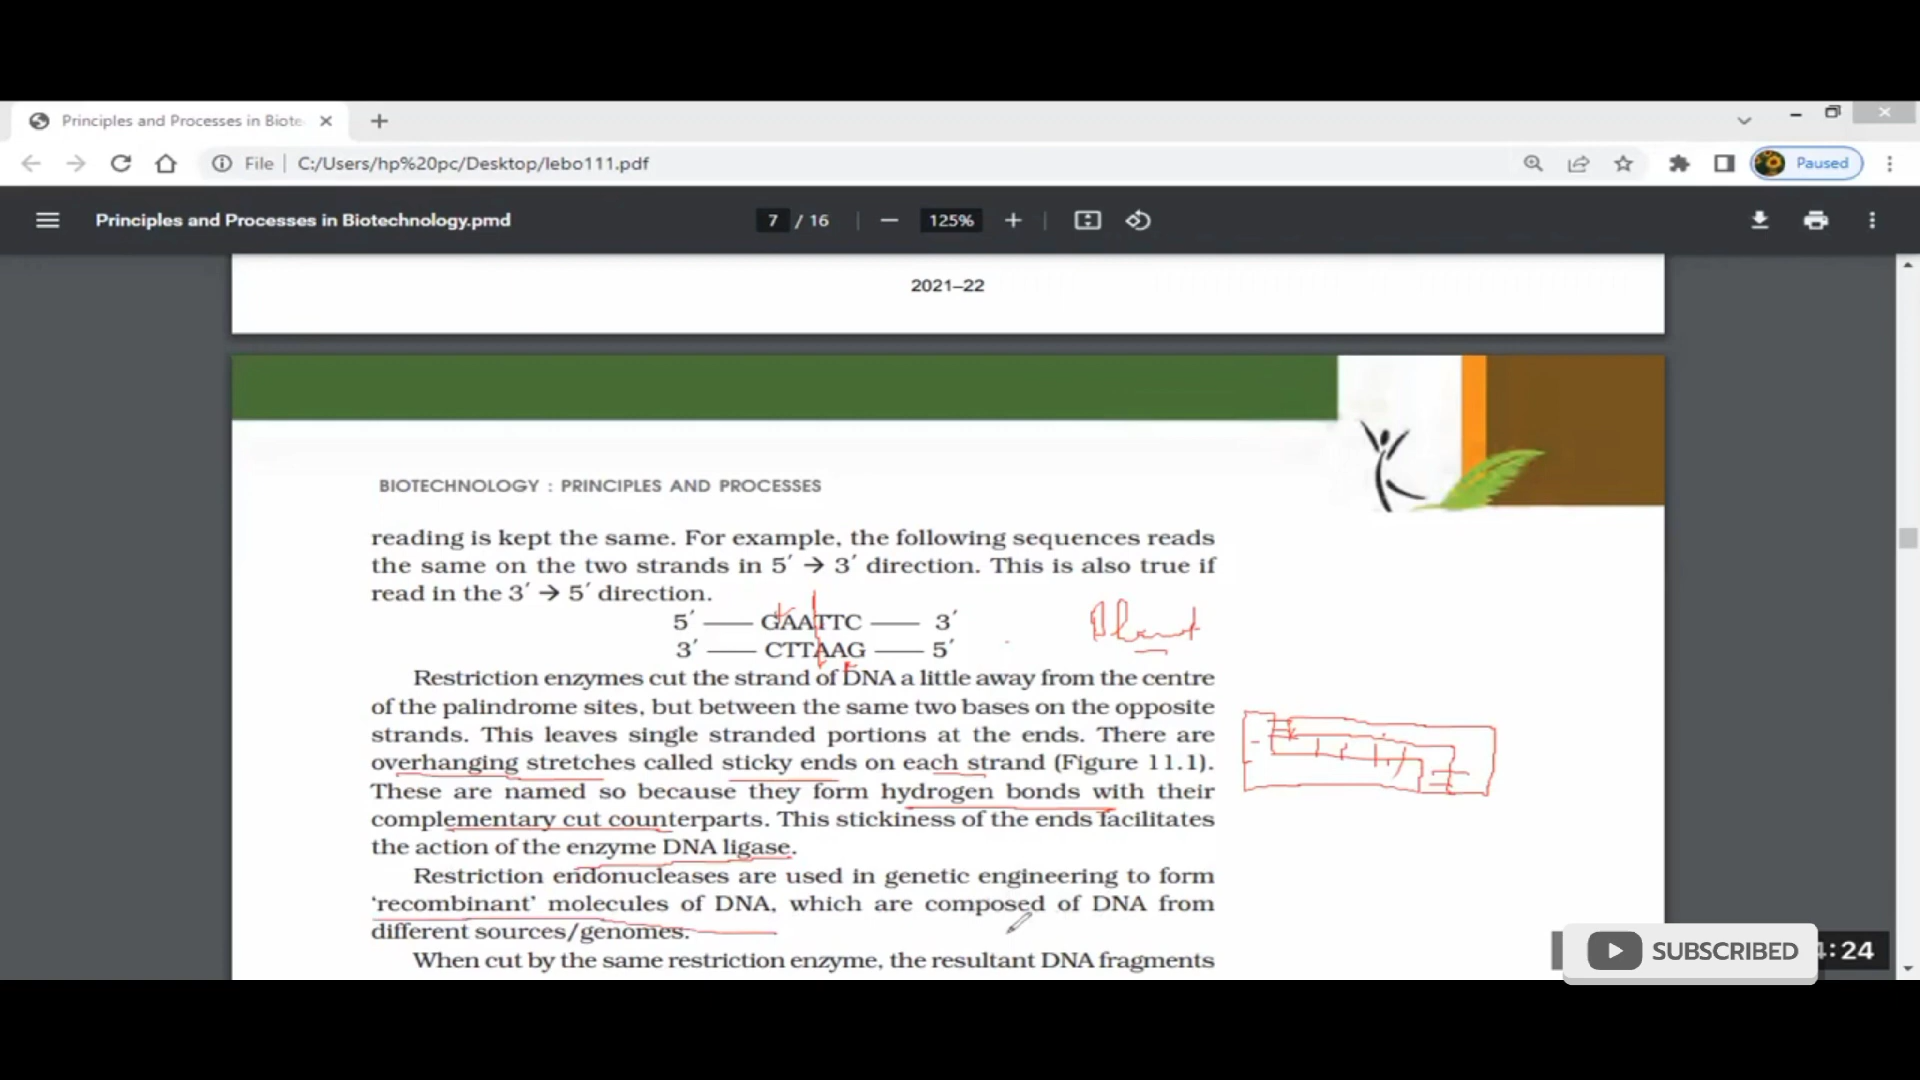 Principles and Processes in Biote
File C:/Users/hp%20pc/Desktop/lebo111.pdf
Paused
Principles and Processes in Biotechnology.pmd
7 / 16
125%
2021–22
BIOTECHNOLOGY : PRINCIPLES AND PROCESSES
reading is kept the same. For example, the following sequences reads
the same on the two strands in 5′ → 3′ direction. This is also true if
read in the 3′ → 5′ direction.
5′ —— GAATTC —— 3′
3′ —— CTTAAG —— 5′
Blunt
Restriction enzymes cut the strand of DNA a little away from the centre
of the palindrome sites, but between the same two bases on the opposite
strands. This leaves single stranded portions at the ends. There are
overhanging stretches called sticky ends on each strand (Figure 11.1).
These are named so because they form hydrogen bonds with their
complementary cut counterparts. This stickiness of the ends facilitates
the action of the enzyme DNA ligase.
Restriction endonucleases are used in genetic engineering to form
‘recombinant’ molecules of DNA, which are composed of DNA from
different sources/genomes.
When cut by the same restriction enzyme, the resultant DNA fragments
SUBSCRIBED
:24